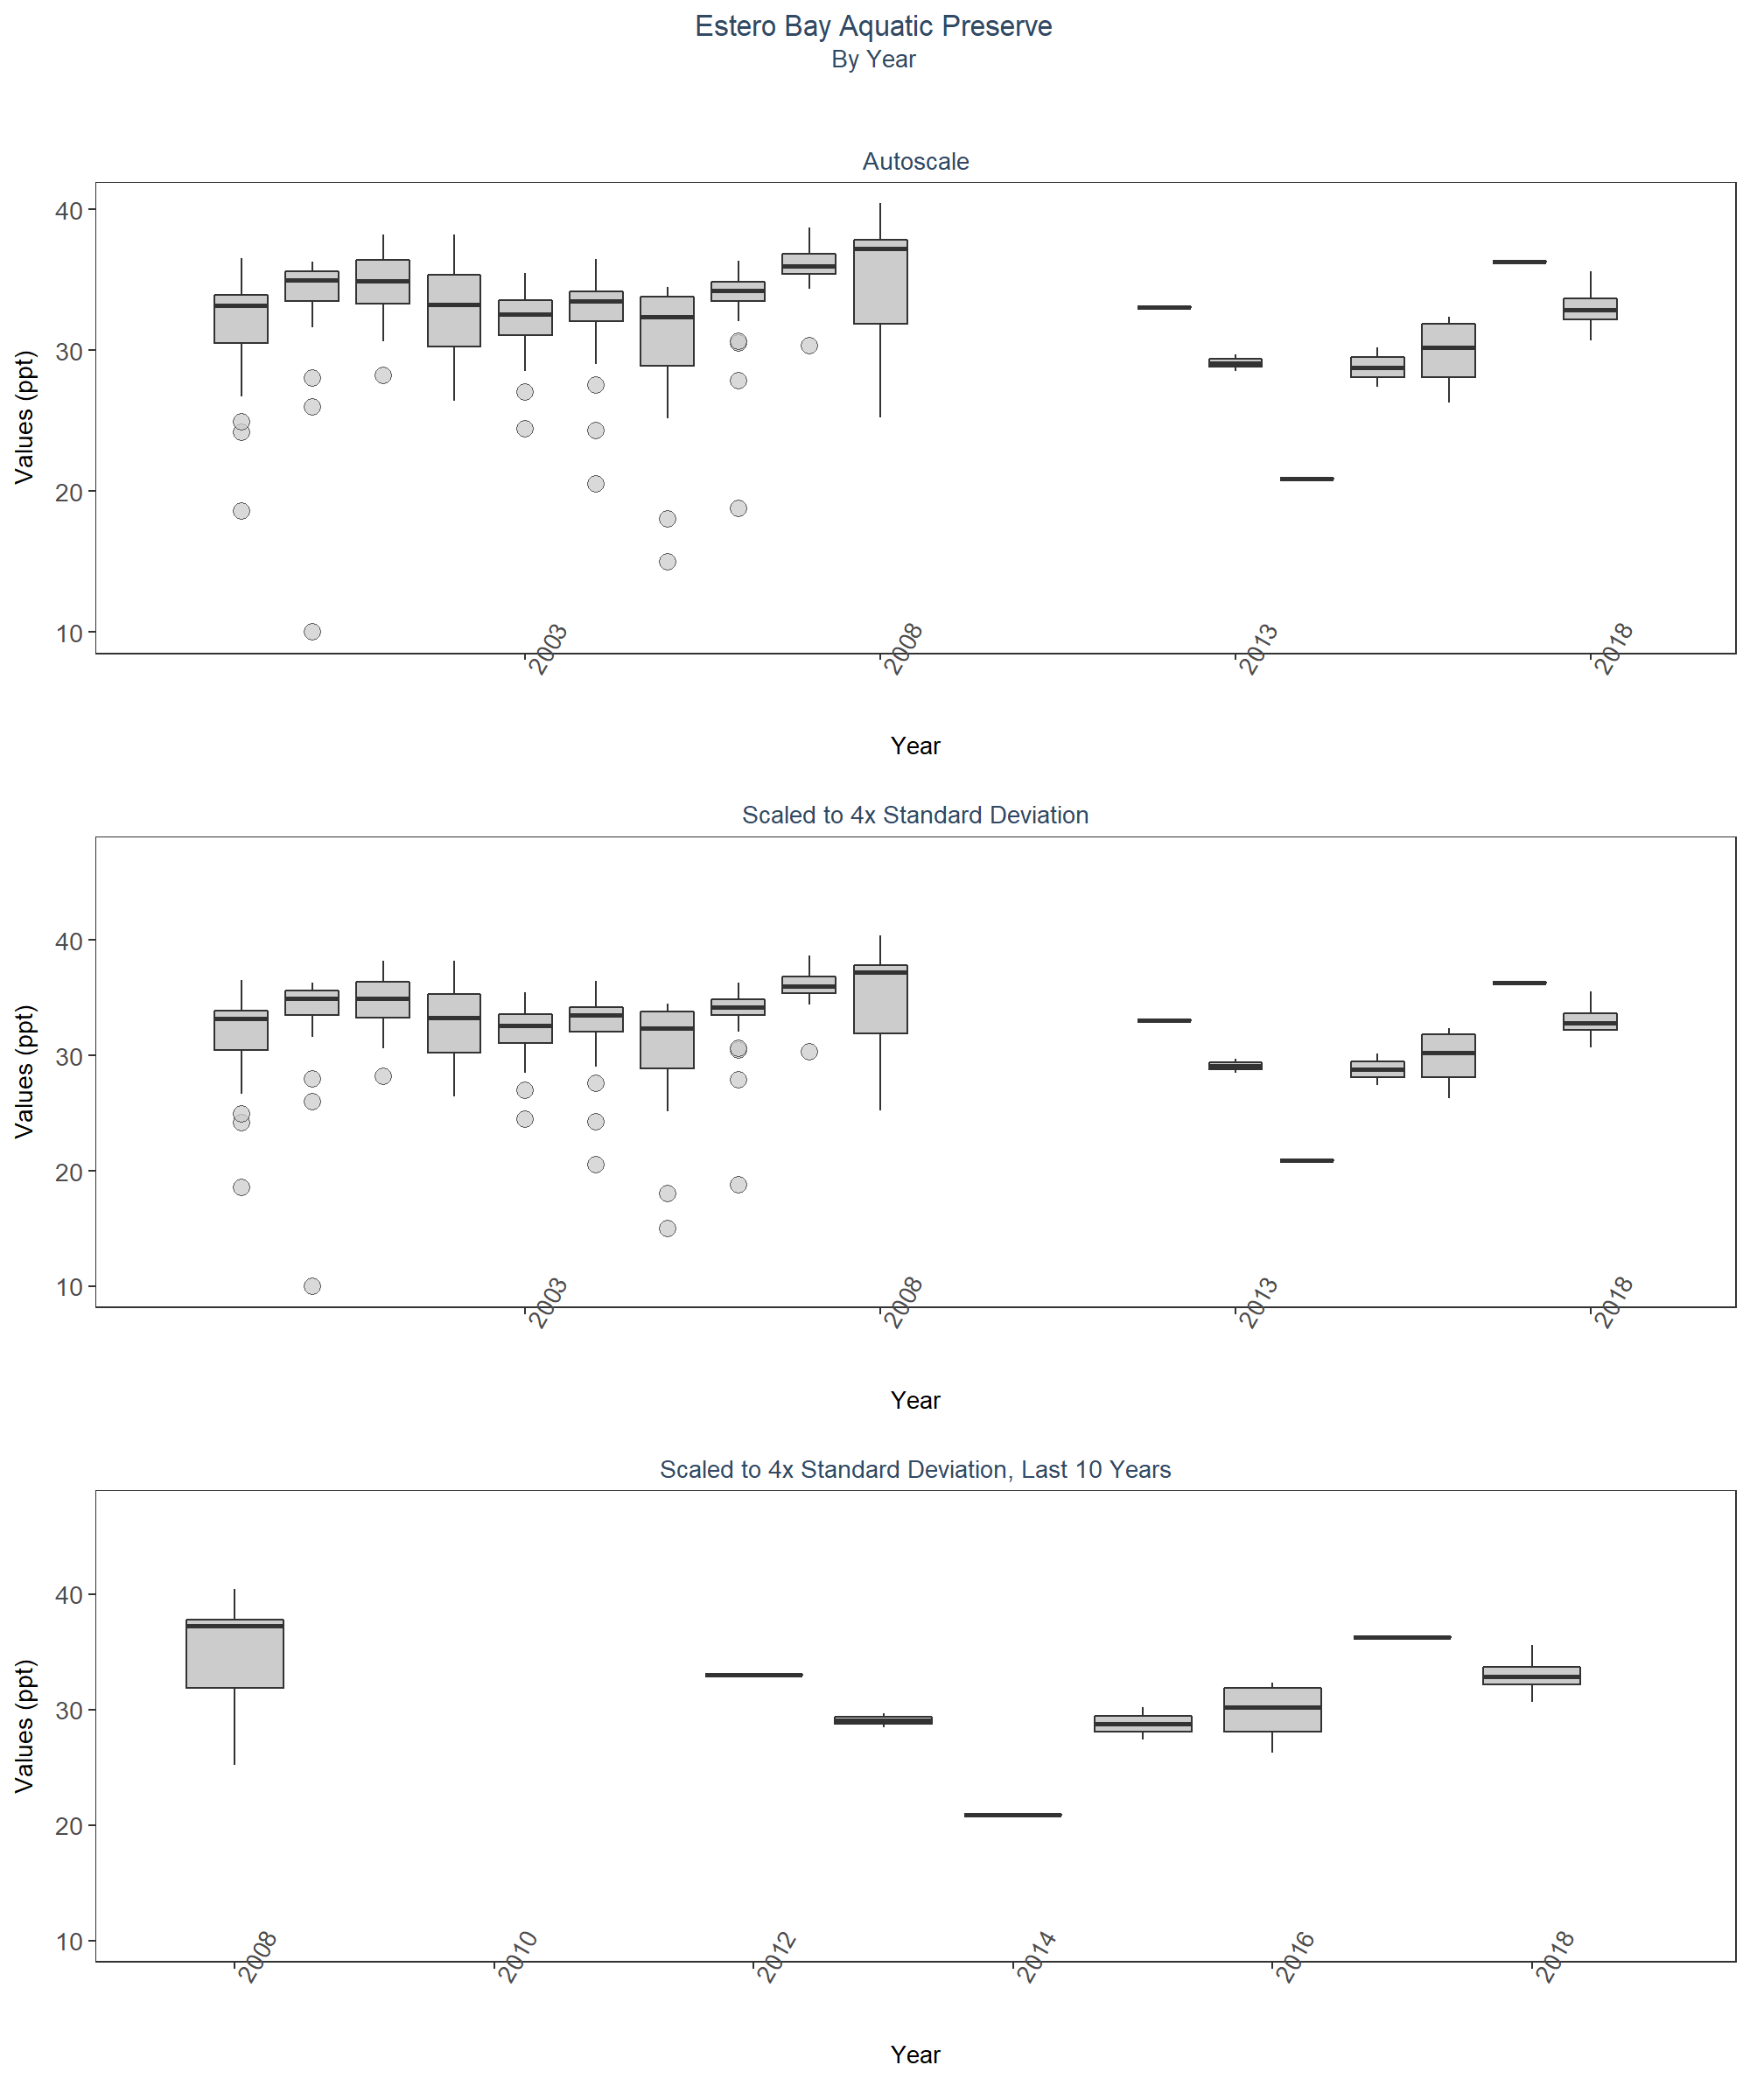 Estero Bay Aquatic Preserve
By Year
Autoscale
Values (ppt)
40
30
20
10
2003
2008
2013
2018
Year
Scaled to 4x Standard Deviation
Values (ppt)
40
30
20
10
2003
2008
2013
2018
Year
Scaled to 4x Standard Deviation, Last 10 Years
Values (ppt)
40
30
20
10
2008
2010
2012
2014
2016
2018
Year